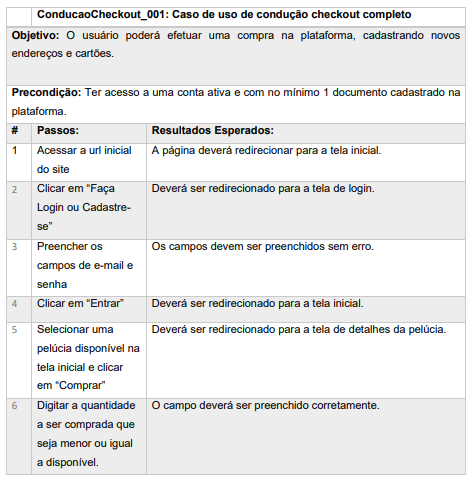 ConducaoCheckout_001: Caso de uso de condução checkout completo
Objetivo: O usuário poderá efetuar uma compra na plataforma, cadastrando novos
endereços e cartões.
Precondição: Ter acesso a uma conta ativa e com no mínimo 1 documento cadastrado na
plataforma.
# Passos: Resultados Esperados:
1 Acessar a url inicial A página deverá redirecionar para a tela inicial.
do site
2 Clicar em “Faça Deverá ser redirecionado para a tela de login.
Login ou Cadastre-
se”
3 Preencher os Os campos devem ser preenchidos sem erro.
campos de e-mail e
senha
4 Clicar em “Entrar” Deverá ser redirecionado para a tela inicial.
5 Selecionar uma Deverá ser redirecionado para a tela de detalhes da pelúcia.
pelúcia disponível na
tela inicial e clicar
em “Comprar”
6 Digitar a quantidade O campo deverá ser preenchido corretamente.
a ser comprada que
seja menor ou igual
a disponível.